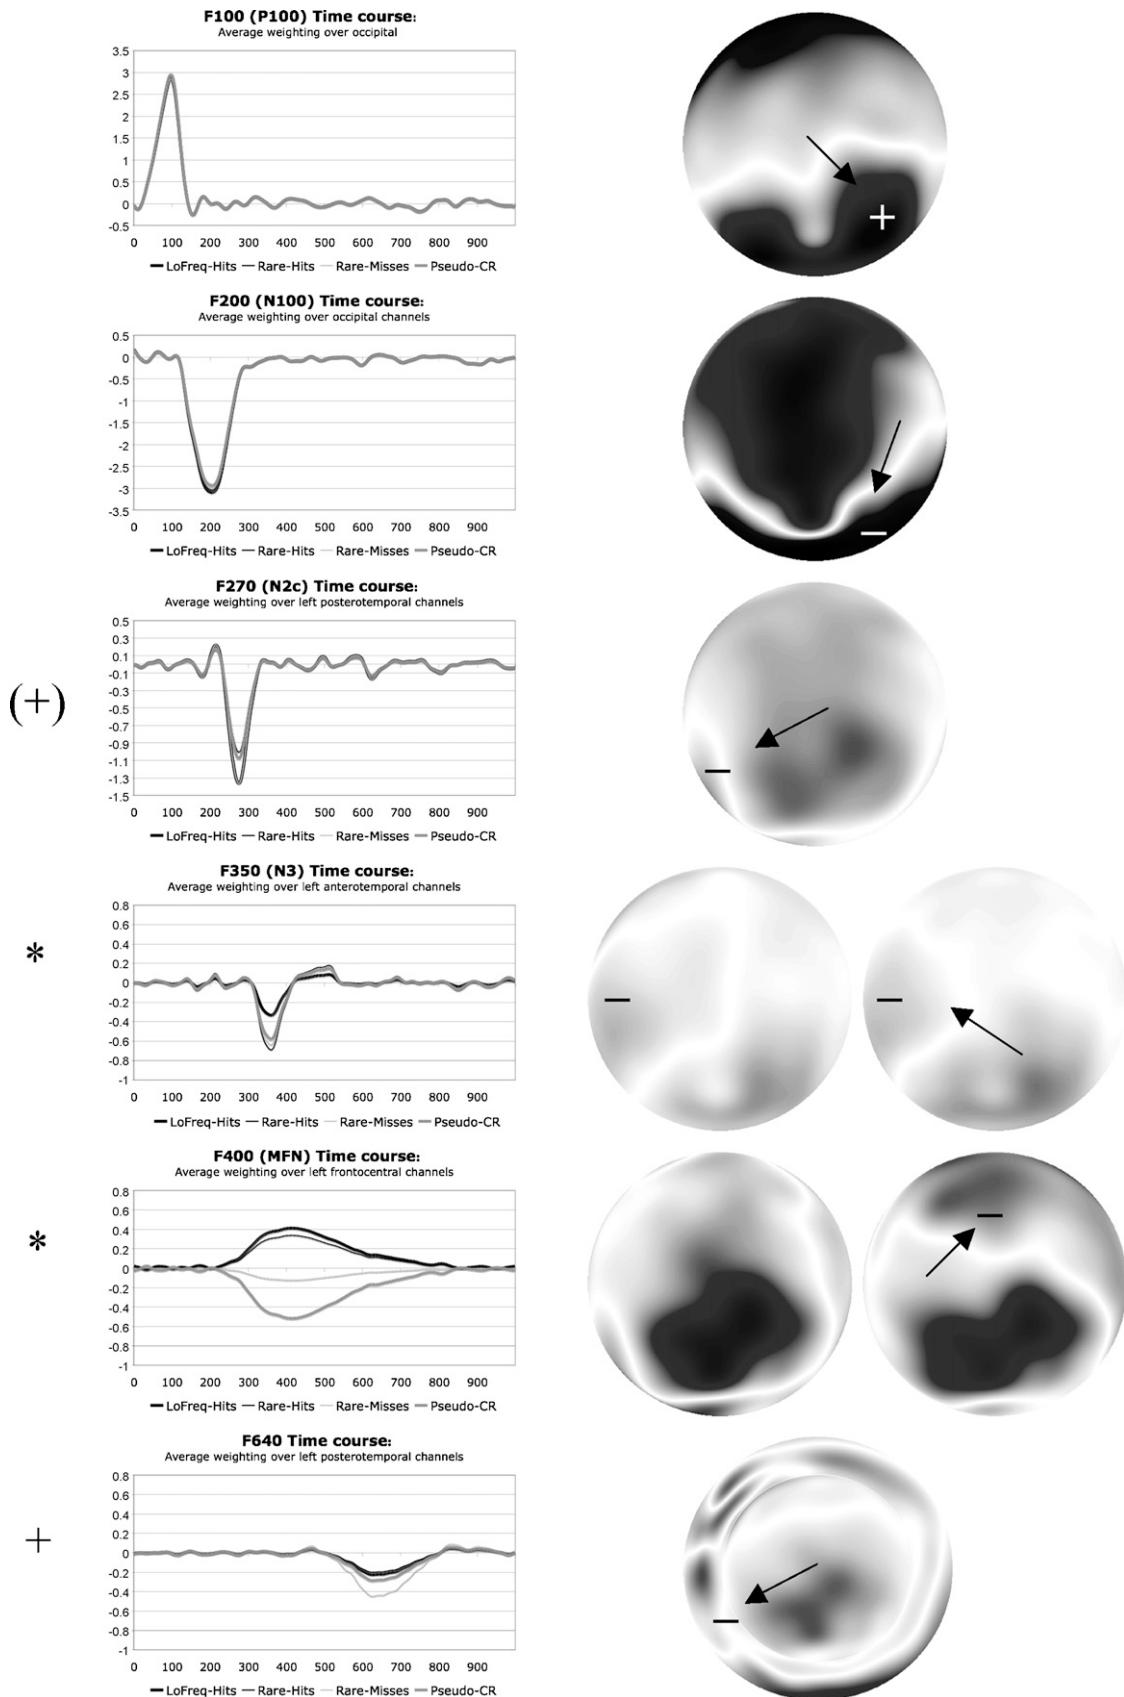 F100 (P100) Time course:
Average weighting over occipital
3.5
3
2.5
2
1.5
1
0.5
0
-0.5
0 100 200 300 400 500 600 700 800 900
LoFreq-Hits Rare-Hits Rare-Misses Pseudo-CR
+
F200 (N100) Time course:
Average weighting over occipital channels
0.5
0
-0.5
-1
-1.5
-2
-2.5
-3
-3.5
0 100 200 300 400 500 600 700 800 900
LoFreq-Hits Rare-Hits Rare-Misses Pseudo-CR
−
(+)
F270 (N2c) Time course:
Average weighting over left posterotemporal channels
0.5
0.3
0.1
-0.1
-0.3
-0.5
-0.7
-0.9
-1.1
-1.3
-1.5
0 100 200 300 400 500 600 700 800 900
LoFreq-Hits Rare-Hits Rare-Misses Pseudo-CR
−
*
F350 (N3) Time course:
Average weighting over left anterotemporal channels
0.8
0.6
0.4
0.2
0
-0.2
-0.4
-0.6
-0.8
-1
0 100 200 300 400 500 600 700 800 900
LoFreq-Hits Rare-Hits Rare-Misses Pseudo-CR
− −
*
F400 (MFN) Time course:
Average weighting over left frontocentral channels
0.8
0.6
0.4
0.2
0
-0.2
-0.4
-0.6
-0.8
-1
0 100 200 300 400 500 600 700 800 900
LoFreq-Hits Rare-Hits Rare-Misses Pseudo-CR
−
+
F640 Time course:
Average weighting over left posterotemporal channels
0.8
0.6
0.4
0.2
0
-0.2
-0.4
-0.6
-0.8
-1
0 100 200 300 400 500 600 700 800 900
LoFreq-Hits Rare-Hits Rare-Misses Pseudo-CR
−